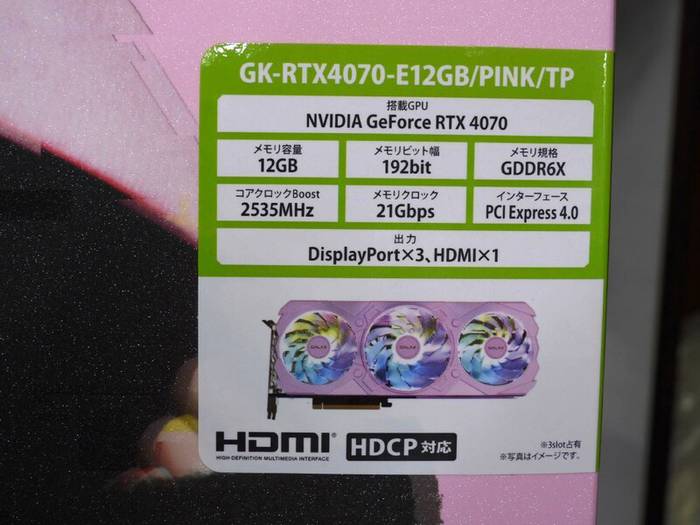 GK-RTX4070-E12GB/PINK/TP
搭載GPU
NVIDIA GeForce RTX 4070
メモリ容量
12GB
メモリビット幅
192bit
メモリ規格
GDDR6X
コアクロックBoost
2535MHz
メモリクロック
21Gbps
インターフェース
PCI Express 4.0
出力
DisplayPort×3、HDMI×1
GALAX GALAX GALAX
HDMI®
HIGH-DEFINITION MULTIMEDIA INTERFACE
HDCP 対応
※3slot占有
※写真はイメージです。